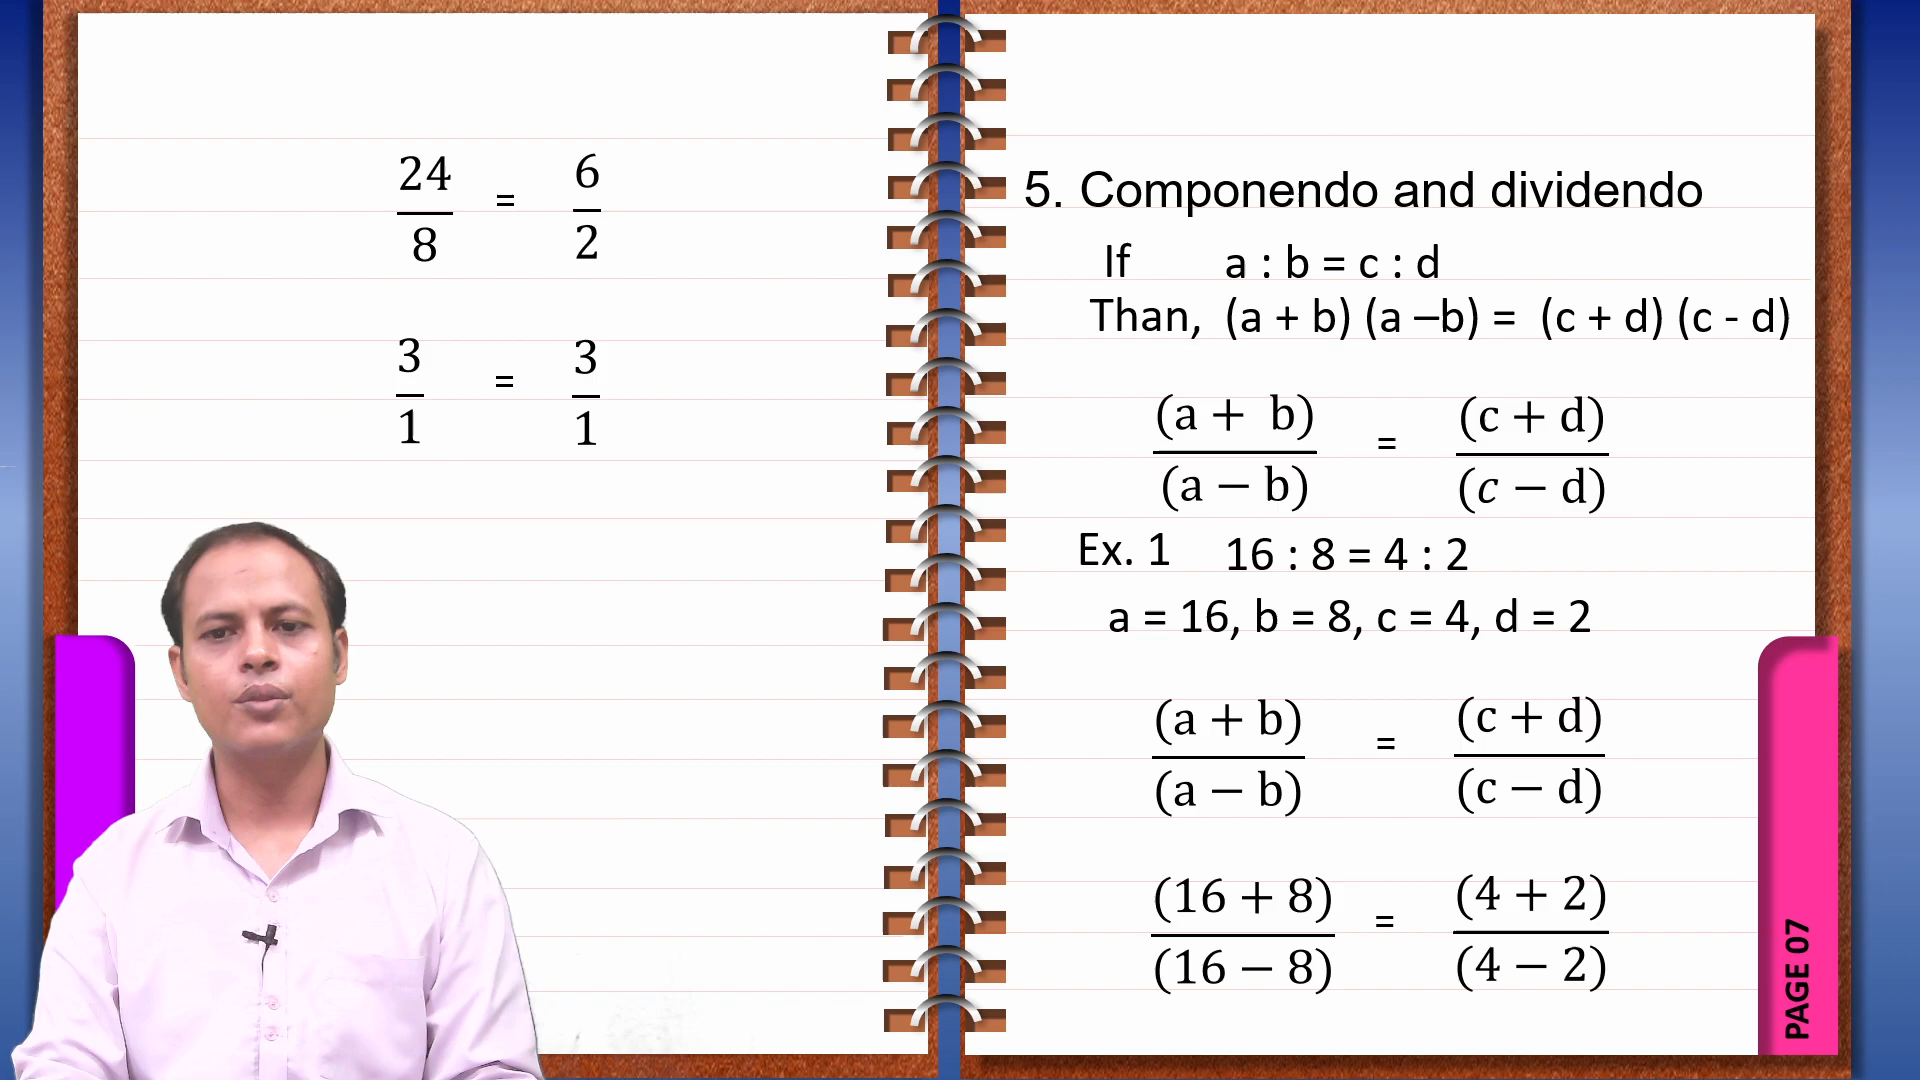 24/8 = 6/2
3/1 = 3/1
5. Componendo and dividendo
If a : b = c : d
Than, (a + b) (a –b) = (c + d) (c - d)
(a + b)/(a − b) = (c + d)/(c − d)
Ex. 1 16 : 8 = 4 : 2
a = 16, b = 8, c = 4, d = 2
(a + b)/(a − b) = (c + d)/(c − d)
(16 + 8)/(16 − 8) = (4 + 2)/(4 − 2)
PAGE 07